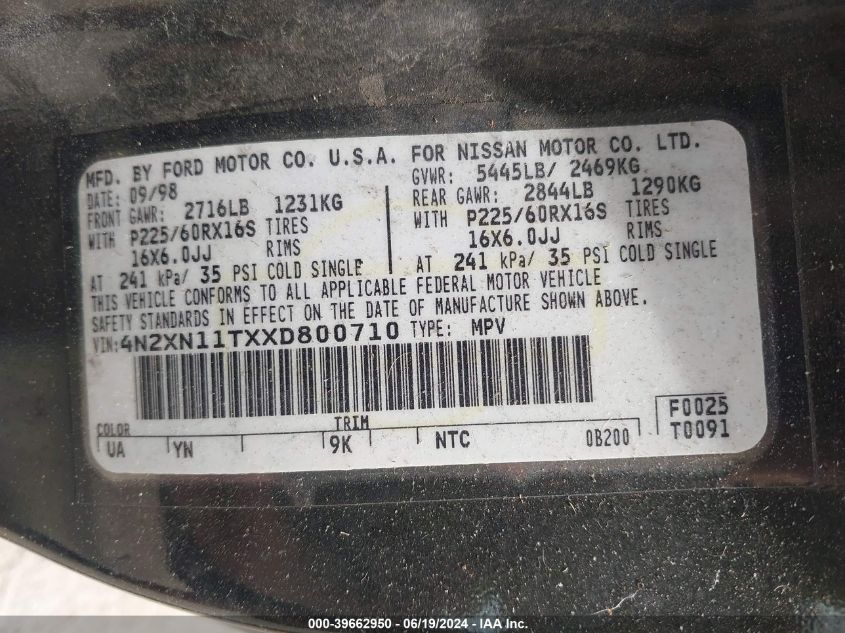 MFD. BY FORD MOTOR CO. U.S.A. FOR NISSAN MOTOR CO. LTD.
DATE: 09/98 GVWR: 5445LB/ 2469KG
FRONT GAWR: 2716LB 1231KG REAR GAWR: 2844LB 1290KG
WITH P225/60RX16S TIRES WITH P225/60RX16S TIRES
16X6.0JJ RIMS 16X6.0JJ RIMS
AT 241 kPa/ 35 PSI COLD SINGLE AT 241 kPa/ 35 PSI COLD SINGLE
THIS VEHICLE CONFORMS TO ALL APPLICABLE FEDERAL MOTOR VEHICLE
SAFETY STANDARDS IN EFFECT ON THE DATE OF MANUFACTURE SHOWN ABOVE.
VIN: 4N2XN11TXXD800710 TYPE: MPV
COLOR TRIM F0025
UA YN 9K NTC 0B200 T0091
000-39662950 - 06/19/2024 - IAA Inc.